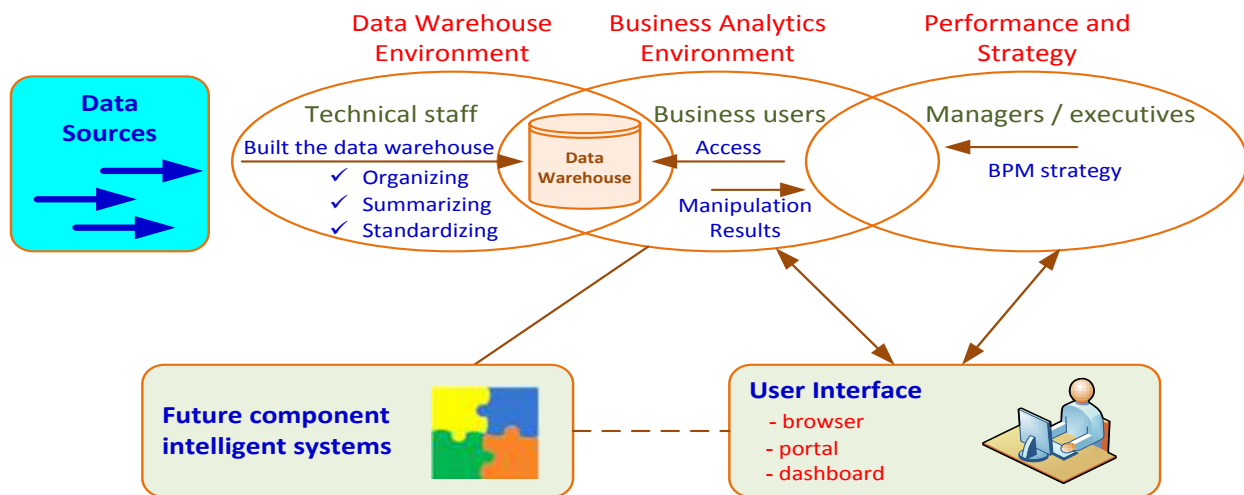 Data Warehouse
Environment
Business Analytics
Environment
Performance and
Strategy
Data
Sources
Technical staff
Built the data warehouse
✓ Organizing
✓ Summarizing
✓ Standardizing
Data
Warehouse
Business users
Access
Manipulation
Results
Managers / executives
BPM strategy
Future component
intelligent systems
User Interface
- browser
- portal
- dashboard